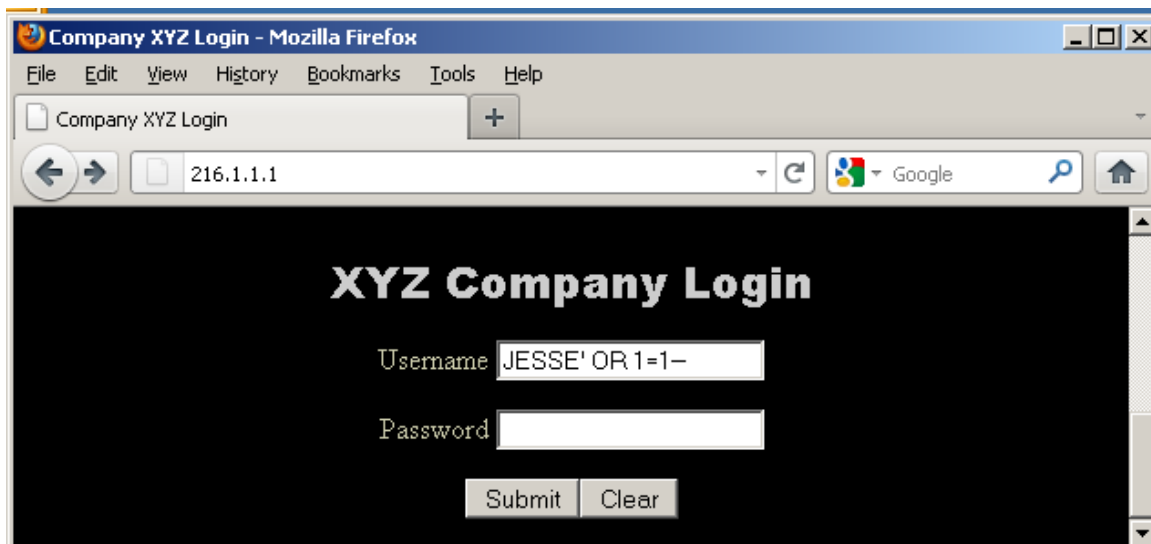 Company XYZ Login - Mozilla Firefox
File Edit View History Bookmarks Tools Help
Company XYZ Login
216.1.1.1 Google
XYZ Company Login
Username JESSE' OR 1=1--
Password
Submit Clear